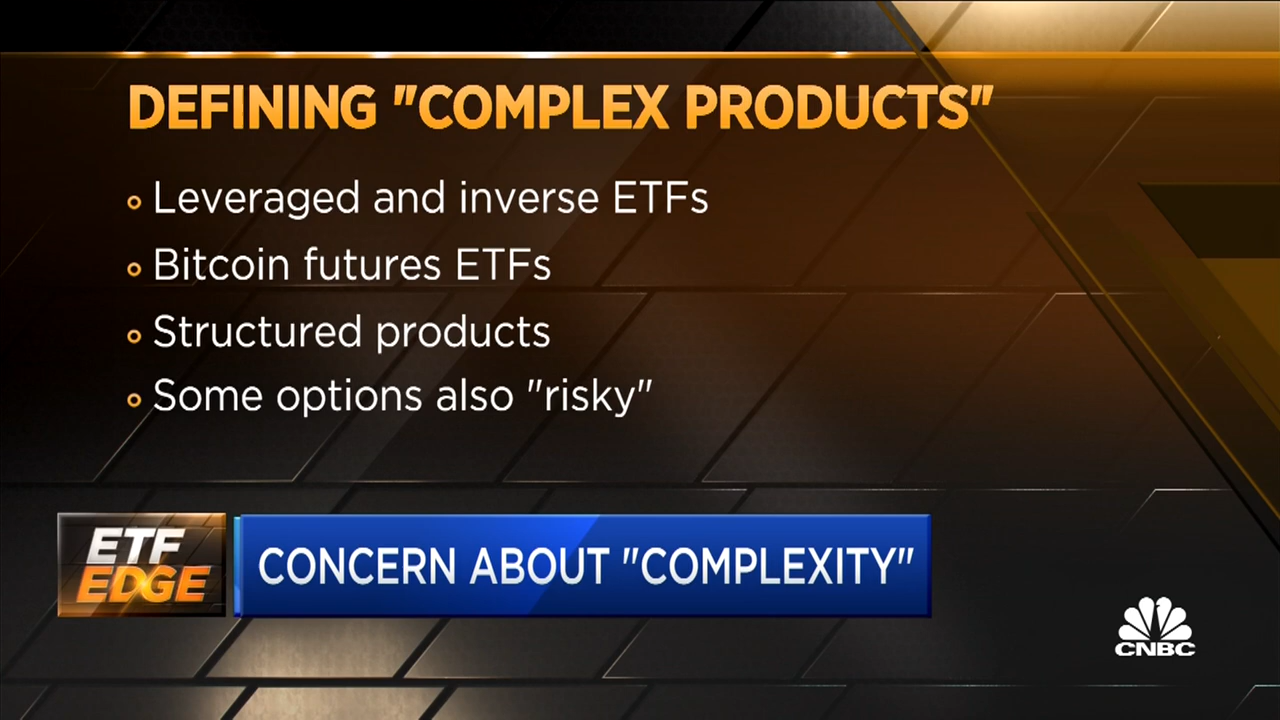 DEFINING "COMPLEX PRODUCTS"
Leveraged and inverse ETFs
Bitcoin futures ETFs
Structured products
Some options also "risky"
ETF
EDGE
CONCERN ABOUT "COMPLEXITY"
CNBC